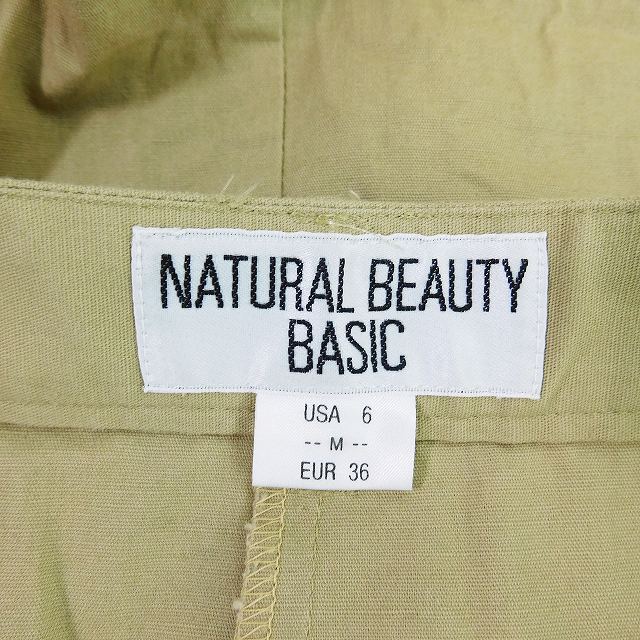 NATURAL BEAUTY
BASIC
USA 6
-- M --
EUR 36